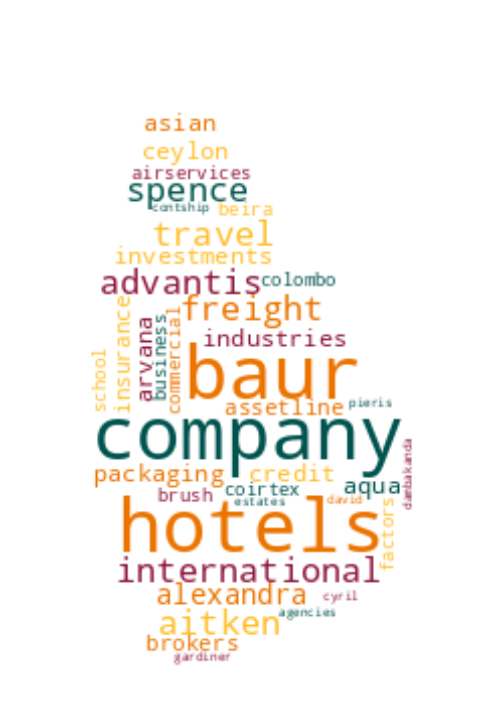 asian
ceylon
airservices
spence
contship beira
travel
investments
advantis colombo
freight
insurance
school
arvana
business
commercial
industries
baur
assetline pieris
company
dambakanda
packaging credit
aqua
brush coirtex
estates david
factors
hotels
international
alexandra cyril
agencies
aitken
brokers
gardiner